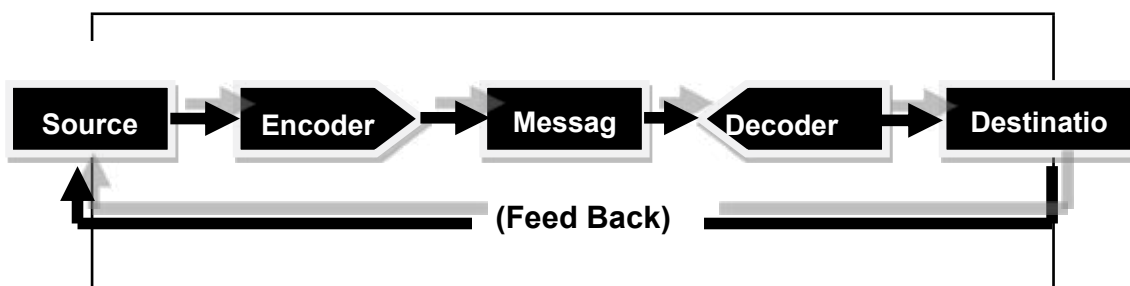 Source
Encoder
Messag
Decoder
Destinatio
(Feed Back)